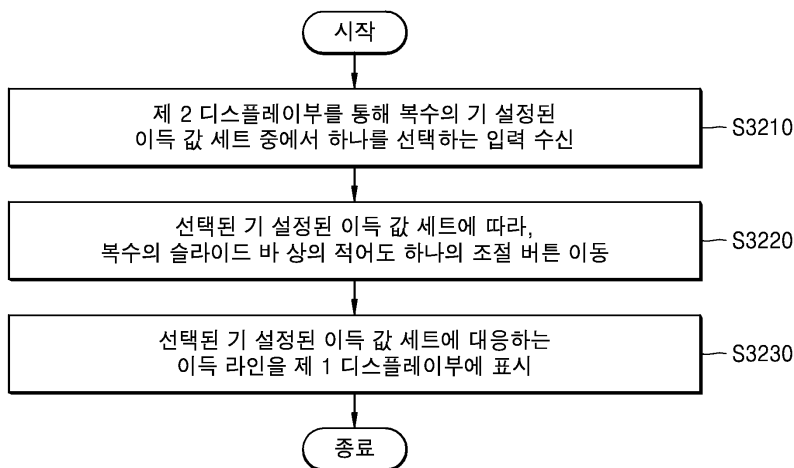 시작
제 2 디스플레이부를 통해 복수의 기 설정된
이득 값 세트 중에서 하나를 선택하는 입력 수신
S3210
선택된 기 설정된 이득 값 세트에 따라,
복수의 슬라이드 바 상의 적어도 하나의 조절 버튼 이동
S3220
선택된 기 설정된 이득 값 세트에 대응하는
이득 라인을 제 1 디스플레이부에 표시
S3230
종료